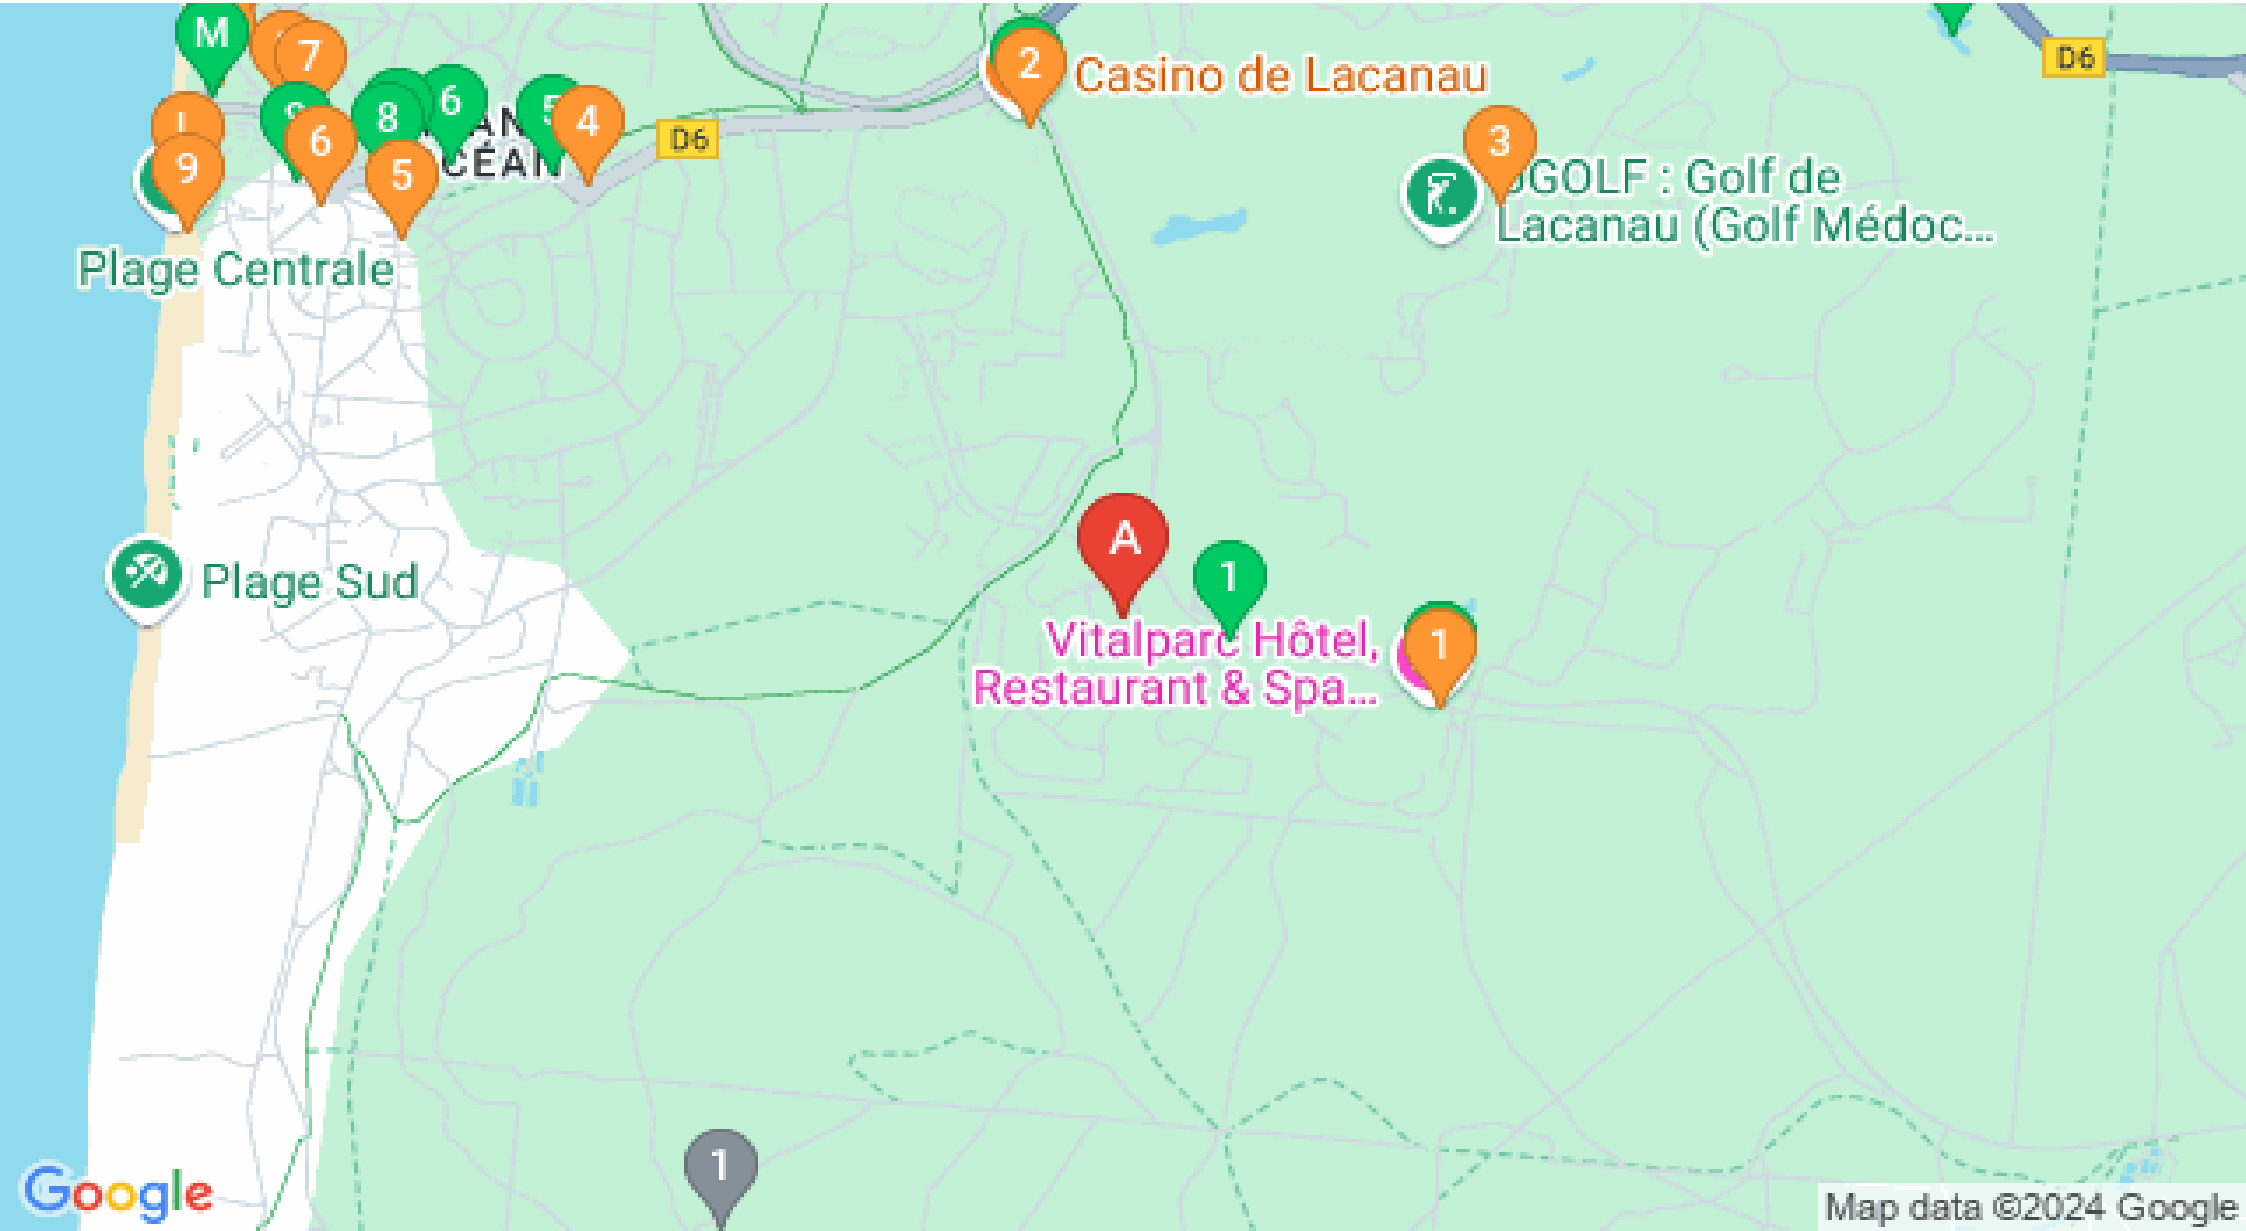 M
7
6
8
5
4
2
Casino de Lacanau
D6
D6
9
6
5
CÉAN
3
GOLF : Golf de
Lacanau (Golf Médoc...
Plage Centrale
A
1
Plage Sud
Vitalparc Hôtel,
Restaurant & Spa...
1
1
Google
Map data ©2024 Google